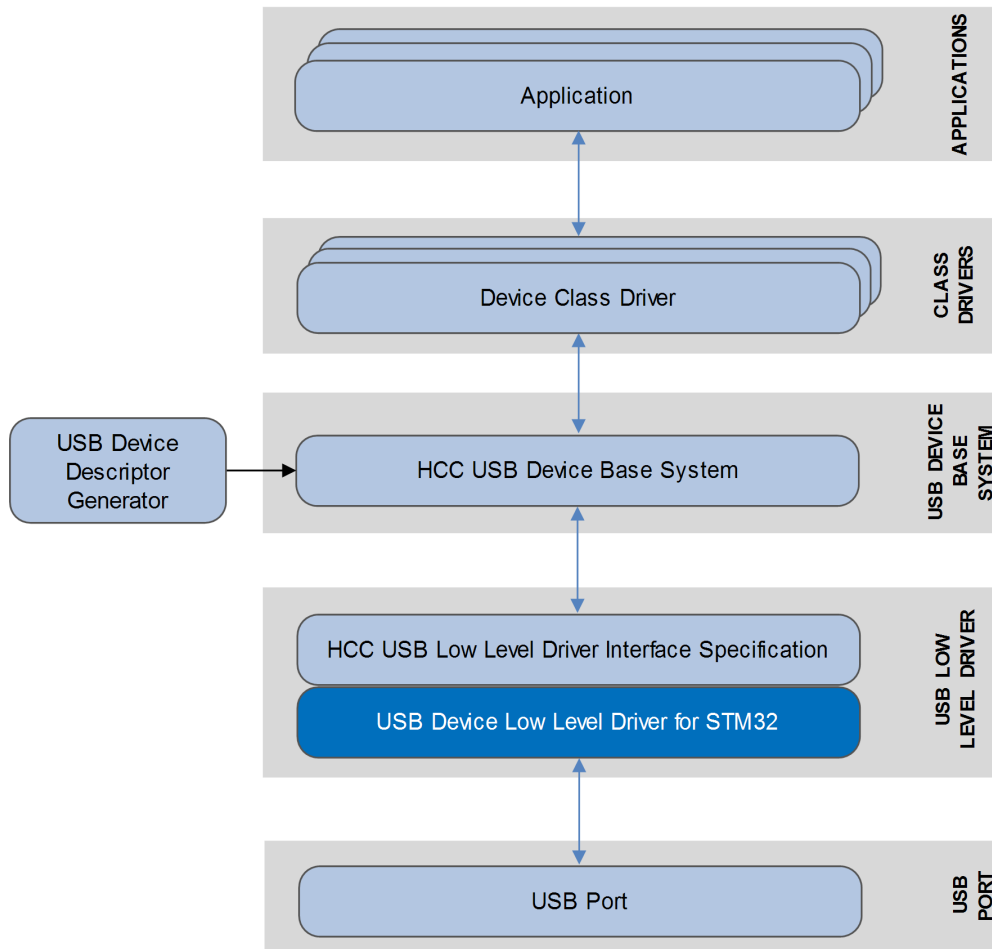 Application
APPLICATIONS
Device Class Driver
CLASS
DRIVERS
USB Device
Descriptor
Generator
HCC USB Device Base System
USB DEVICE
BASE
SYSTEM
HCC USB Low Level Driver Interface Specification
USB Device Low Level Driver for STM32
USB LOW
LEVEL DRIVER
USB Port
USB
PORT